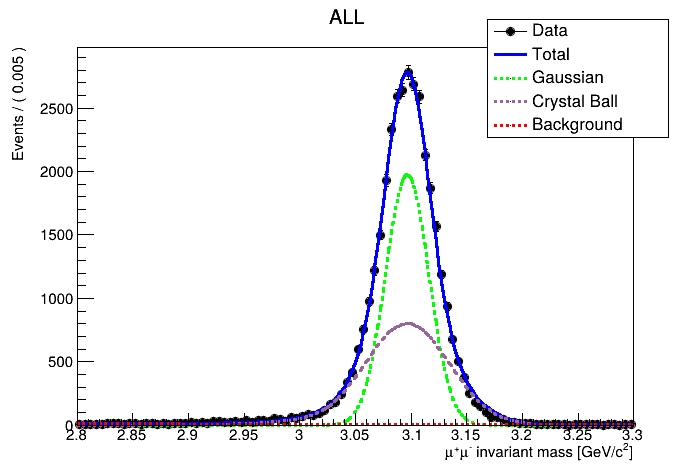 ALL
Data
Total
Gaussian
Crystal Ball
Background
Events / ( 0.005 )
2500
2000
1500
1000
500
0
2.8 2.85 2.9 2.95 3 3.05 3.1 3.15 3.2 3.25 3.3
μ⁺μ⁻ invariant mass [GeV/c²]